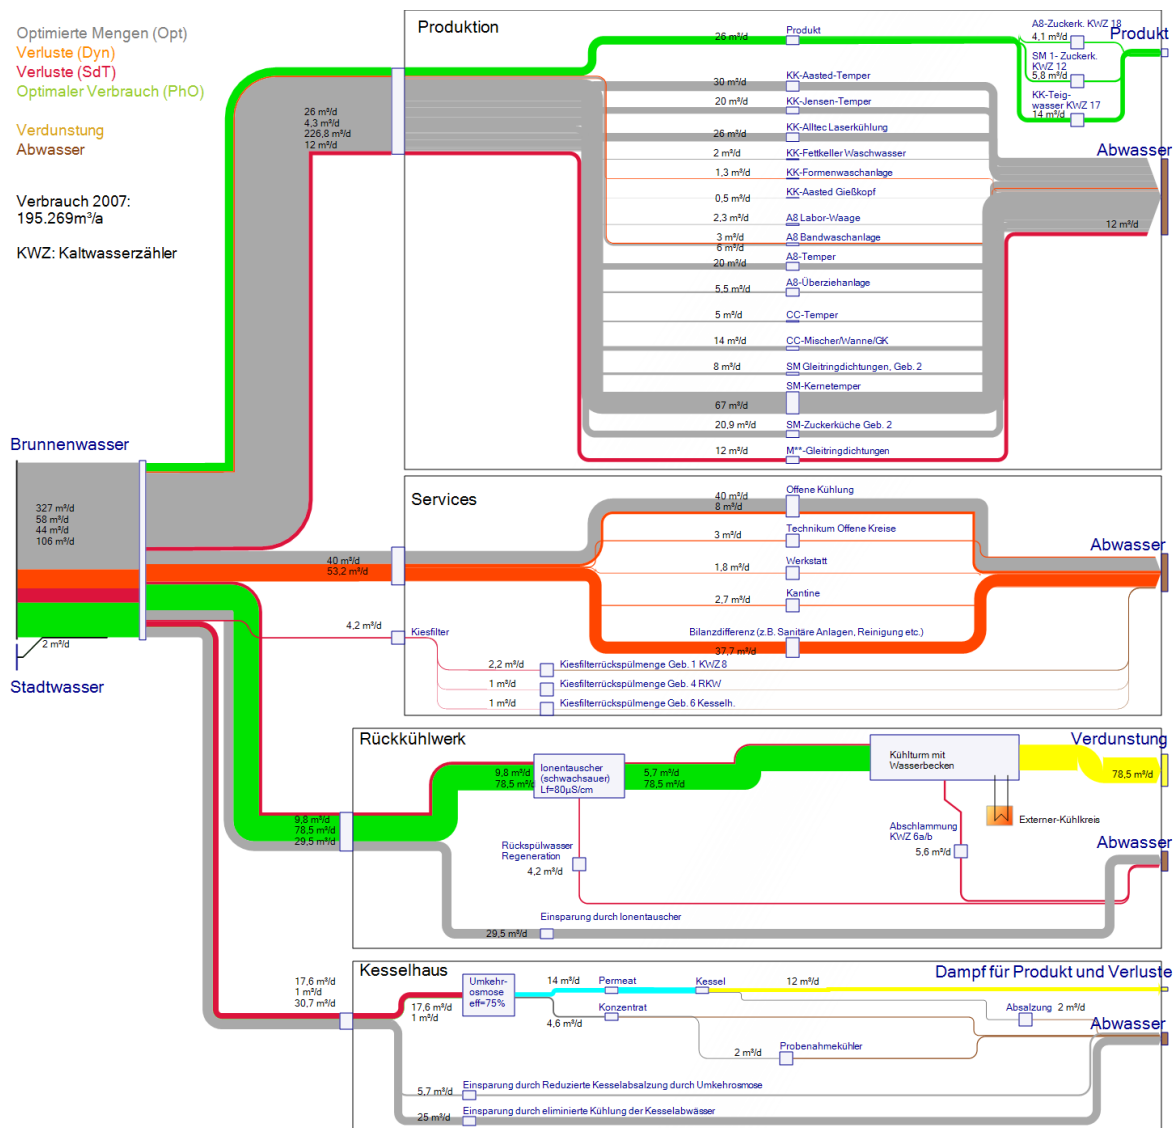 Optimierte Mengen (Opt)
Verluste (Dyn)
Verluste (SdT)
Optimaler Verbrauch (PhO)
Verdunstung
Abwasser
Verbrauch 2007:
195.269m³/a
KWZ: Kaltwasserzähler
Brunnenwasser
327 m³/d
58 m³/d
44 m³/d
106 m³/d
2 m³/d
Stadtwasser
Produktion
26 m³/d
4,3 m³/d
226,8 m³/d
12 m³/d
26 m³/d
Produkt
A8-Zuckerk. KWZ 18
4,1 m³/d
SM 1- Zuckerk.
KWZ 12
5,8 m³/d
KK-Teig-
wasser KWZ 17
14 m³/d
Produkt
30 m³/d
KK-Aasted-Temper
20 m³/d
KK-Jensen-Temper
26 m³/d
KK-Alltec Laserkühlung
2 m³/d
KK-Fettkeller Waschwasser
1,3 m³/d
KK-Formenwaschanlage
0,5 m³/d
KK-Aasted Gießkopf
2,3 m³/d
A8 Labor-Waage
3 m³/d
6 m³/d
A8 Bandwaschanlage
20 m³/d
A8-Temper
5,5 m³/d
A8-Überziehanlage
5 m³/d
CC-Temper
14 m³/d
CC-Mischer/Wanne/GK
8 m³/d
SM Gleitringdichtungen, Geb. 2
67 m³/d
SM-Kernetemper
20,9 m³/d
SM-Zuckerküche Geb. 2
12 m³/d
M**-Gleitringdichtungen
Abwasser
12 m³/d
Services
40 m³/d
53,2 m³/d
40 m³/d
8 m³/d
Offene Kühlung
3 m³/d
Technikum Offene Kreise
1,8 m³/d
Werkstatt
2,7 m³/d
Kantine
Bilanzdifferenz (z.B. Sanitäre Anlagen, Reinigung etc.)
37,7 m³/d
Abwasser
4,2 m³/d
Kiesfilter
2,2 m³/d
Kiesfilterrückspülmenge Geb. 1 KWZ 8
1 m³/d
Kiesfilterrückspülmenge Geb. 4 RKW
1 m³/d
Kiesfilterrückspülmenge Geb. 6 Kesselh.
Rückkühlwerk
9,8 m³/d
78,5 m³/d
29,5 m³/d
9,8 m³/d
78,5 m³/d
Ionentauscher
(schwachsauer)
Lf=80µS/cm
5,7 m³/d
78,5 m³/d
Kühlturm mit
Wasserbecken
Verdunstung
78,5 m³/d
Externer-Kühlkreis
Rückspülwasser
Regeneration
4,2 m³/d
Abschlammung
KWZ 6a/b
5,6 m³/d
Abwasser
Einsparung durch Ionentauscher
29,5 m³/d
Kesselhaus
17,6 m³/d
1 m³/d
30,7 m³/d
17,6 m³/d
1 m³/d
Umkehr-
osmose
eff=75%
14 m³/d
Permeat
Kessel
12 m³/d
Dampf für Produkt und Verluste
4,6 m³/d
Konzentrat
Absalzung
2 m³/d
Abwasser
2 m³/d
Probenahmekühler
5,7 m³/d
Einsparung durch Reduzierte Kesselabsalzung durch Umkehrosmose
25 m³/d
Einsparung durch eliminierte Kühlung der Kesselabwässer